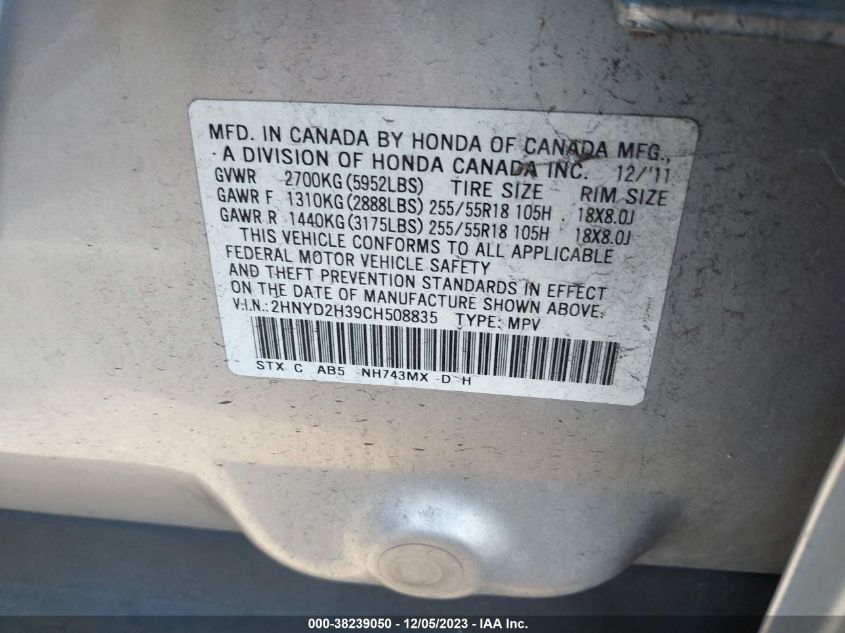 MFD. IN CANADA BY HONDA OF CANADA MFG.,
A DIVISION OF HONDA CANADA INC. 12/'11
GVWR 2700KG(5952LBS) TIRE SIZE RIM SIZE
GAWR F 1310KG(2888LBS) 255/55R18 105H 18X8.0J
GAWR R 1440KG(3175LBS) 255/55R18 105H 18X8.0J
THIS VEHICLE CONFORMS TO ALL APPLICABLE
FEDERAL MOTOR VEHICLE SAFETY
AND THEFT PREVENTION STANDARDS IN EFFECT
ON THE DATE OF MANUFACTURE SHOWN ABOVE.
V.I.N.: 2HNYD2H39CH508835 TYPE: MPV
STX C AB5 NH743MX -D H
000-38239050 - 12/05/2023 - IAAI.com